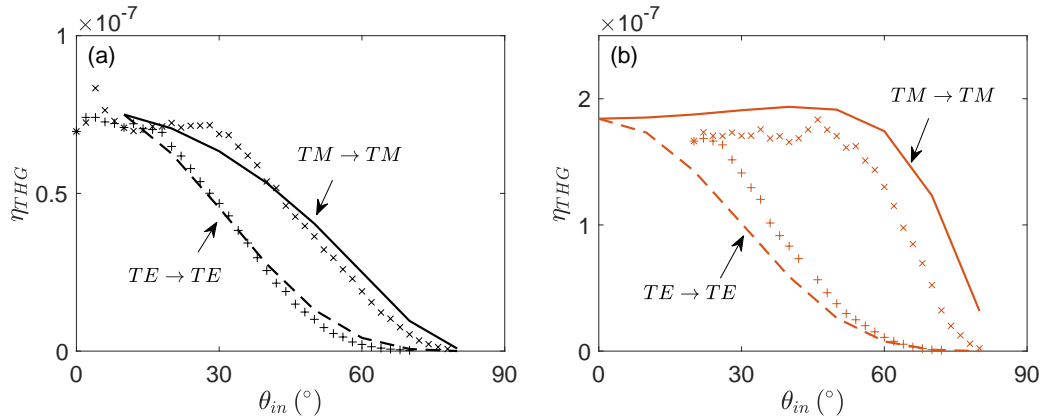 ×10⁻⁷
(a)
1
0.5
0
η_THG
TM → TM
TE → TE
0 30 60 90
θ_in (°)
×10⁻⁷
(b)
2
1
0
η_THG
TM → TM
TE → TE
0 30 60 90
θ_in (°)